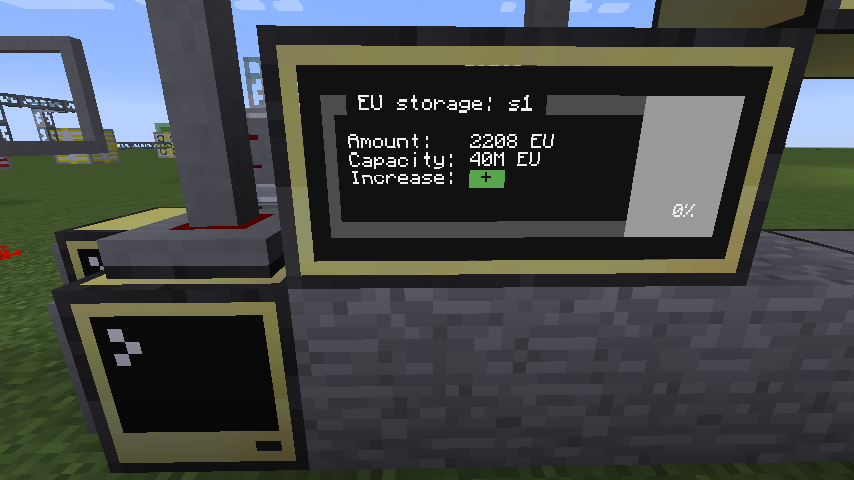 EU storage: s1
Amount: 2208 EU
Capacity: 40M EU
Increase: +
0%